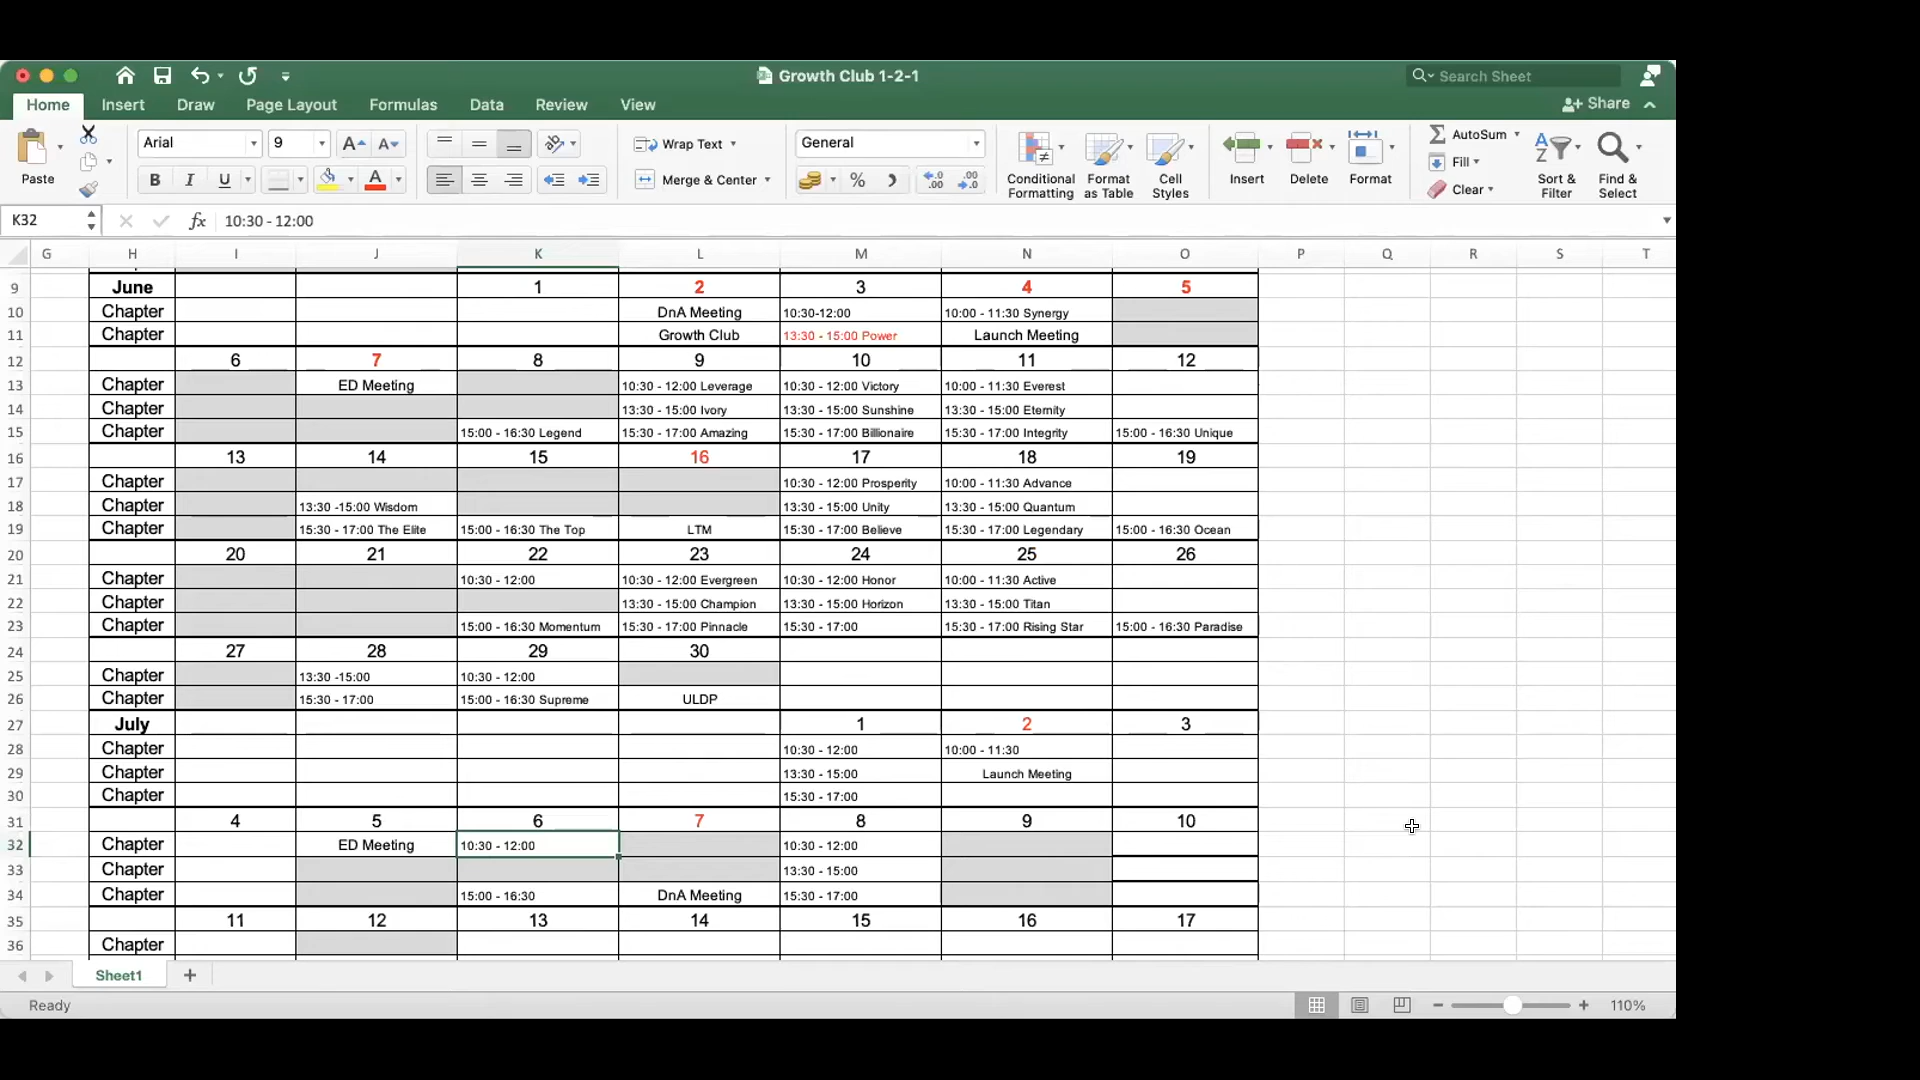 Growth Club 1-2-1
Search Sheet
Home Insert Draw Page Layout Formulas Data Review View Share
Paste Arial 9 Wrap Text General AutoSum
Fill
B I U Merge & Center % Conditional Formatting Format as Table Cell Styles Insert Delete Format Clear Sort & Filter Find & Select
K32 fx 10:30 - 12:00
G H I J K L M N O P Q R S T
9 June 1 2 3 4 5
10 Chapter DnA Meeting 10:30-12:00 10:00 - 11:30 Synergy
11 Chapter Growth Club 13:30 - 15:00 Power Launch Meeting
12 6 7 8 9 10 11 12
13 Chapter ED Meeting 10:30 - 12:00 Leverage 10:30 - 12:00 Victory 10:00 - 11:30 Everest
14 Chapter 13:30 - 15:00 Ivory 13:30 - 15:00 Sunshine 13:30 - 15:00 Eternity
15 Chapter 15:00 - 16:30 Legend 15:30 - 17:00 Amazing 15:30 - 17:00 Billionaire 15:30 - 17:00 Integrity 15:00 - 16:30 Unique
16 13 14 15 16 17 18 19
17 Chapter 10:30 - 12:00 Prosperity 10:00 - 11:30 Advance
18 Chapter 13:30 -15:00 Wisdom 13:30 - 15:00 Unity 13:30 - 15:00 Quantum
19 Chapter 15:30 - 17:00 The Elite 15:00 - 16:30 The Top LTM 15:30 - 17:00 Believe 15:30 - 17:00 Legendary 15:00 - 16:30 Ocean
20 20 21 22 23 24 25 26
21 Chapter 10:30 - 12:00 10:30 - 12:00 Evergreen 10:30 - 12:00 Honor 10:00 - 11:30 Active
22 Chapter 13:30 - 15:00 Champion 13:30 - 15:00 Horizon 13:30 - 15:00 Titan
23 Chapter 15:00 - 16:30 Momentum 15:30 - 17:00 Pinnacle 15:30 - 17:00 15:30 - 17:00 Rising Star 15:00 - 16:30 Paradise
24 27 28 29 30
25 Chapter 13:30 -15:00 10:30 - 12:00
26 Chapter 15:30 - 17:00 15:00 - 16:30 Supreme ULDP
27 July 1 2 3
28 Chapter 10:30 - 12:00 10:00 - 11:30
29 Chapter 13:30 - 15:00 Launch Meeting
30 Chapter 15:30 - 17:00
31 4 5 6 7 8 9 10
32 Chapter ED Meeting 10:30 - 12:00 10:30 - 12:00
33 Chapter 13:30 - 15:00
34 Chapter 15:00 - 16:30 DnA Meeting 15:30 - 17:00
35 11 12 13 14 15 16 17
36 Chapter
Sheet1
Ready 110%